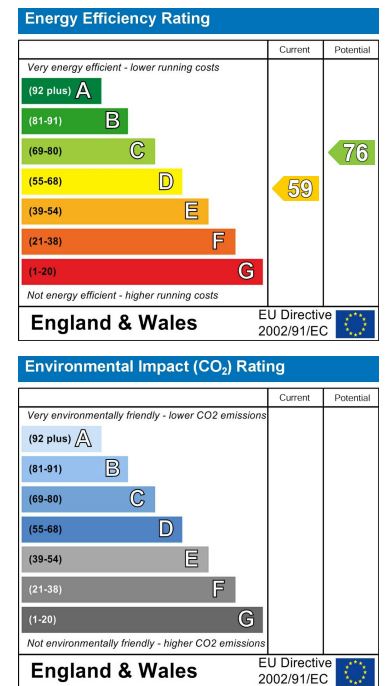 Energy Efficiency Rating
Current Potential
Very energy efficient - lower running costs
(92 plus) A
(81-91) B
(69-80) C 76
(55-68) D 59
(39-54) E
(21-38) F
(1-20) G
Not energy efficient - higher running costs
England & Wales EU Directive 2002/91/EC
Environmental Impact (CO2) Rating
Current Potential
Very environmentally friendly - lower CO2 emissions
(92 plus) A
(81-91) B
(69-80) C
(55-68) D
(39-54) E
(21-38) F
(1-20) G
Not environmentally friendly - higher CO2 emissions
England & Wales EU Directive 2002/91/EC